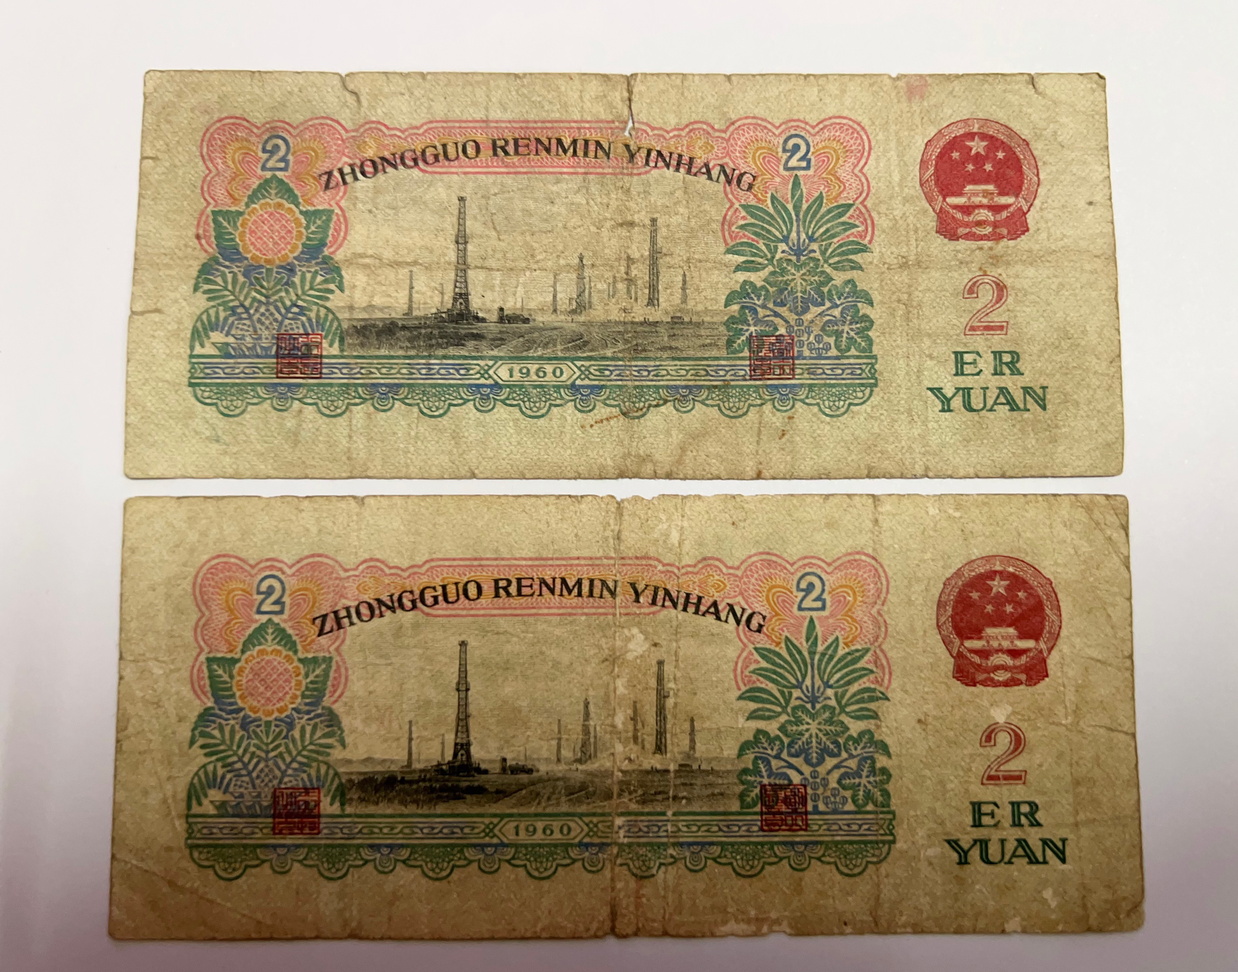 2 2
ZHONGGUO RENMIN YINHANG
2
ER
YUAN
1960
2 2
ZHONGGUO RENMIN YINHANG
2
ER
YUAN
1960